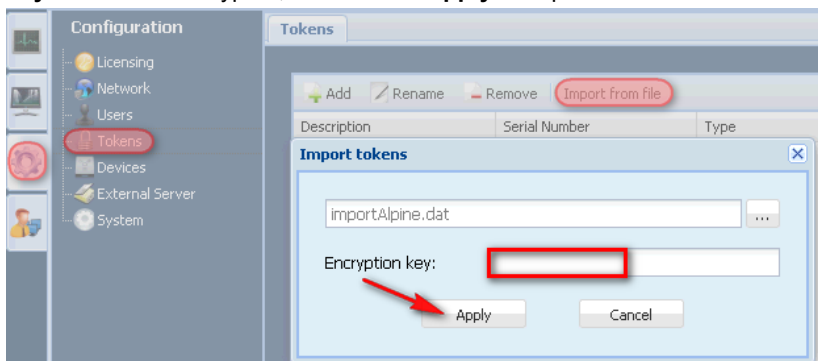 Configuration
Licensing
Network
Users
Tokens
Devices
External Server
System
Tokens
Add Rename Remove Import from file
Description Serial Number Type
Import tokens
importAlpine.dat ...
Encryption key:
Apply Cancel